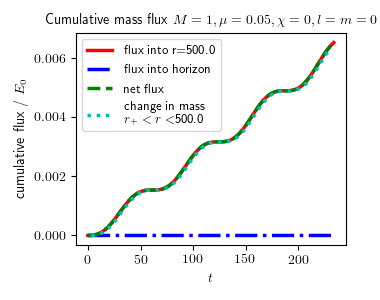 Cumulative mass flux M = 1, μ = 0.05, χ = 0, l = m = 0
flux into r=500.0
flux into horizon
net flux
change in mass
r₊ < r <500.0
cumulative flux / E₀
0.006
0.004
0.002
0.000
0 50 100 150 200
t